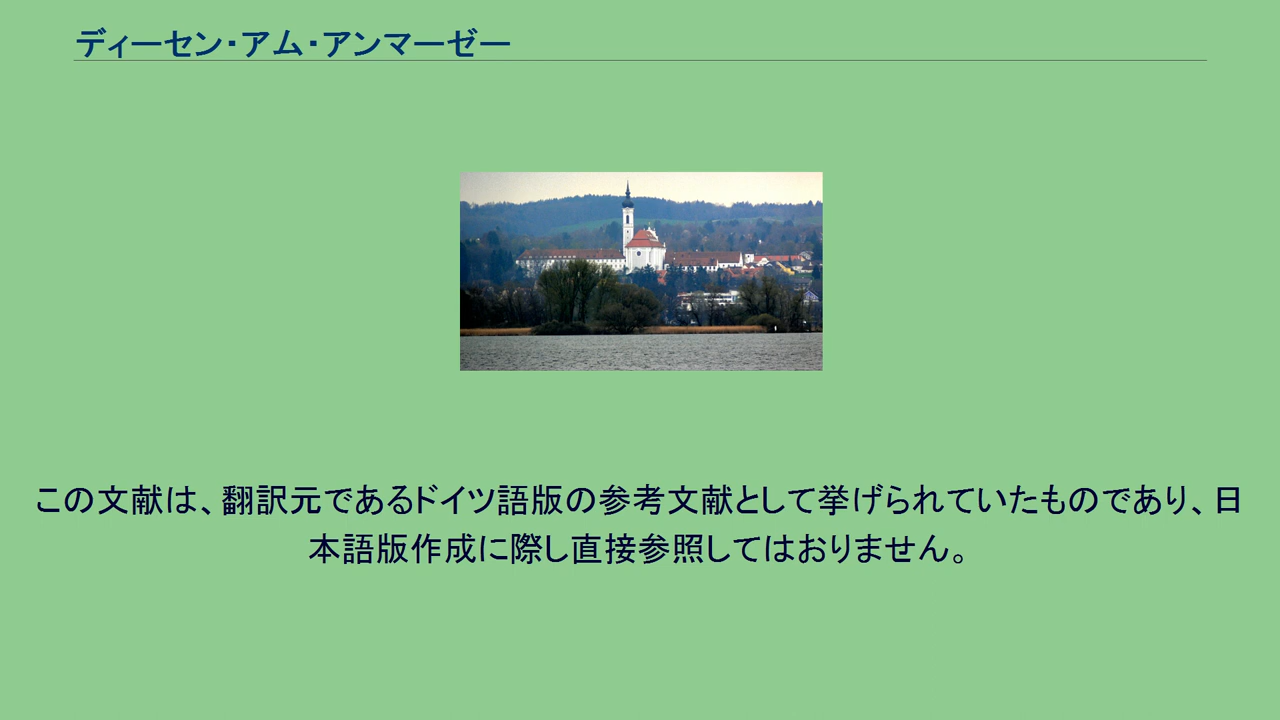 ディーセン・アム・アンマーゼー
この文献は、翻訳元であるドイツ語版の参考文献として挙げられていたものであり、日
本語版作成に際し直接参照してはおりません。